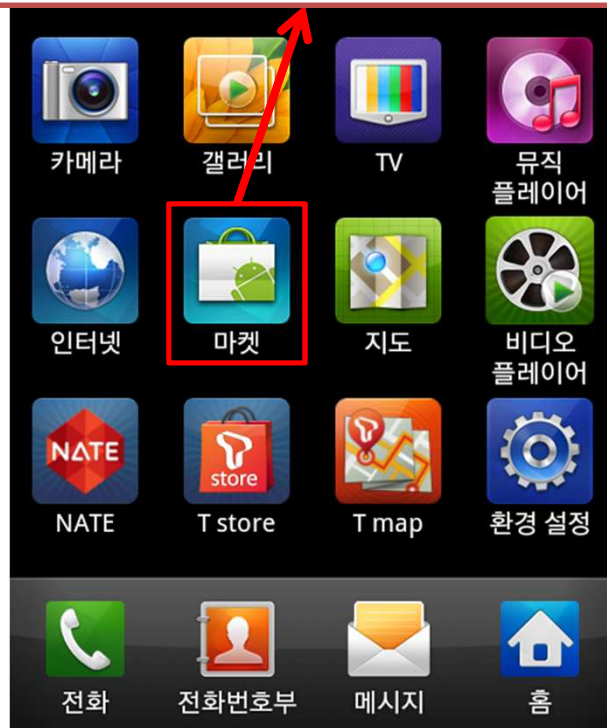 카메라
갤러리
TV
뮤직
플레이어
인터넷
마켓
지도
비디오
플레이어
NATE
T
store
NATE
T store
T map
환경 설정
전화
전화번호부
메시지
홈